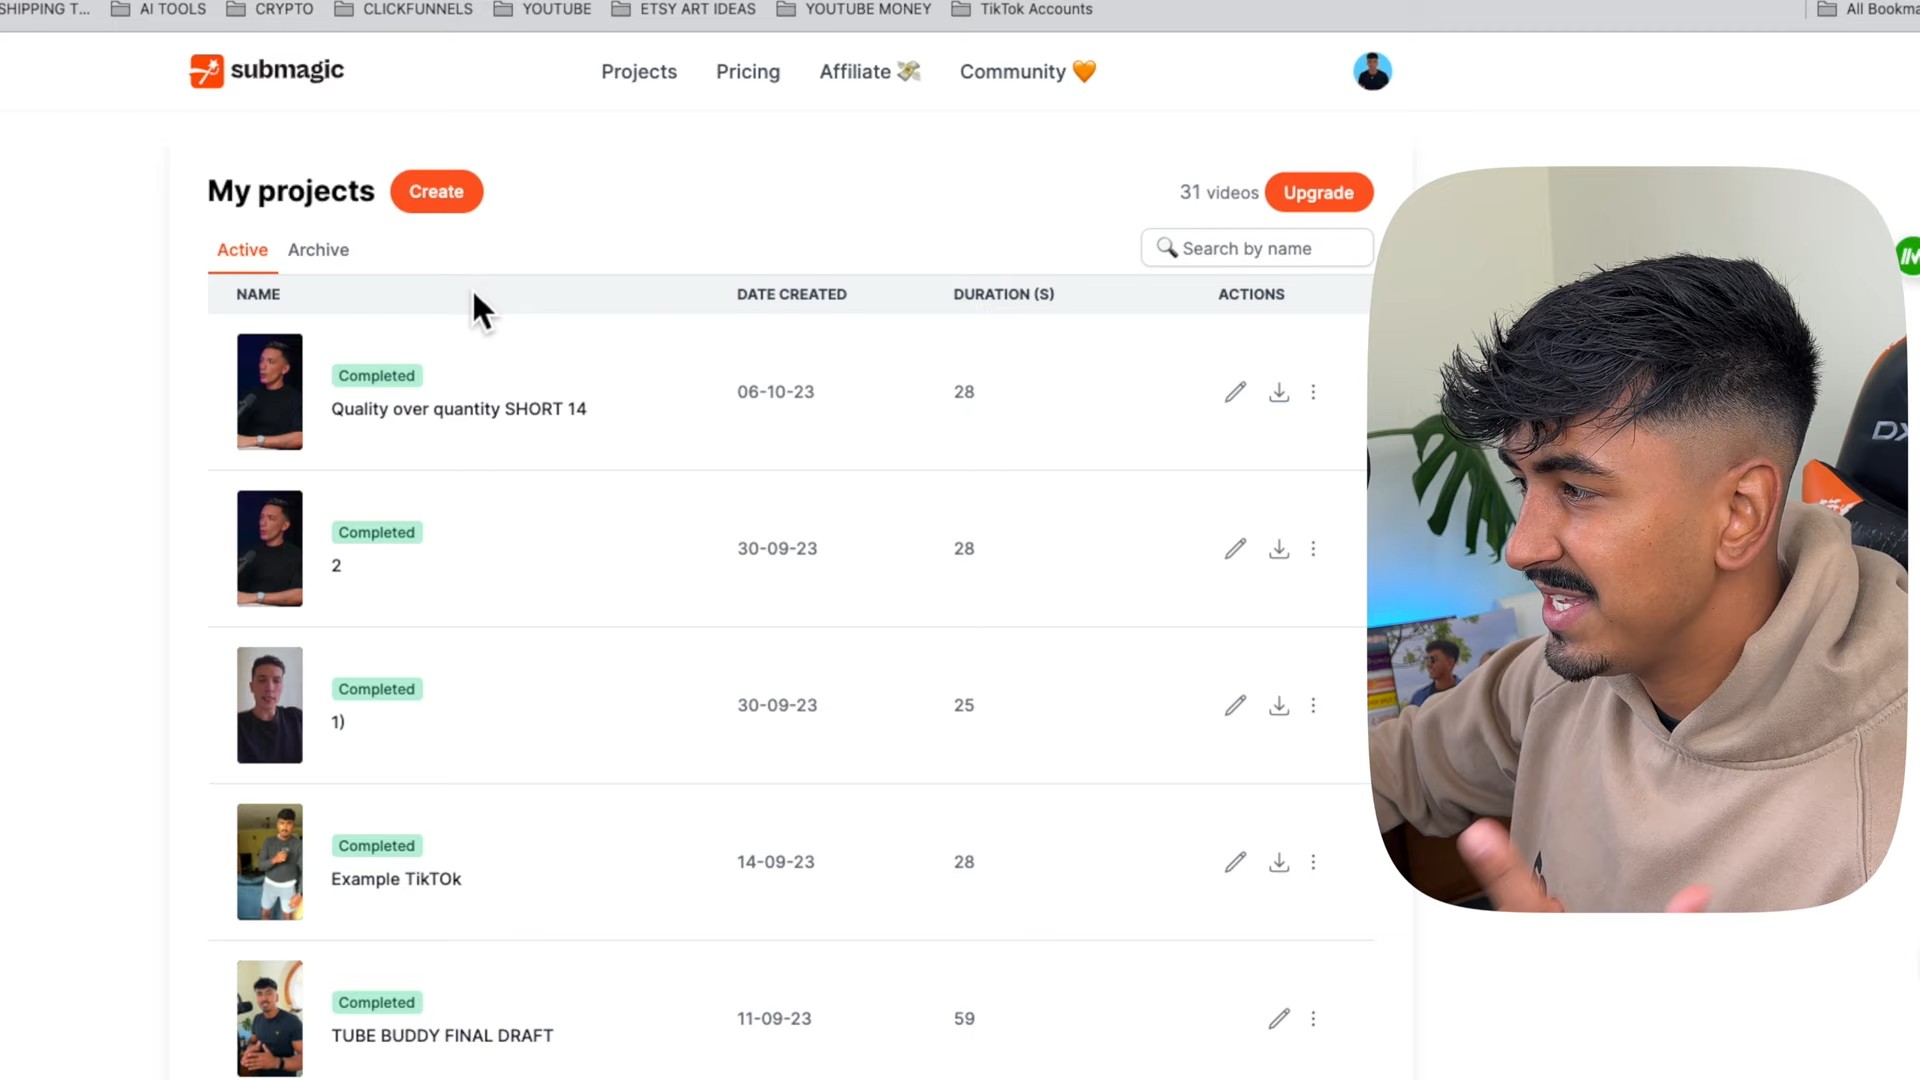 SHIPPING T... AI TOOLS CRYPTO CLICKFUNNELS YOUTUBE ETSY ART IDEAS YOUTUBE MONEY TikTok Accounts All Bookma
submagic Projects Pricing Affiliate 💸 Community 🧡
My projects Create 31 videos Upgrade
Active Archive Search by name
NAME DATE CREATED DURATION (S) ACTIONS
Completed
Quality over quantity SHORT 14 06-10-23 28
Completed
2 30-09-23 28
Completed
1) 30-09-23 25
Completed
Example TikTOk 14-09-23 28
Completed
TUBE BUDDY FINAL DRAFT 11-09-23 59
DX